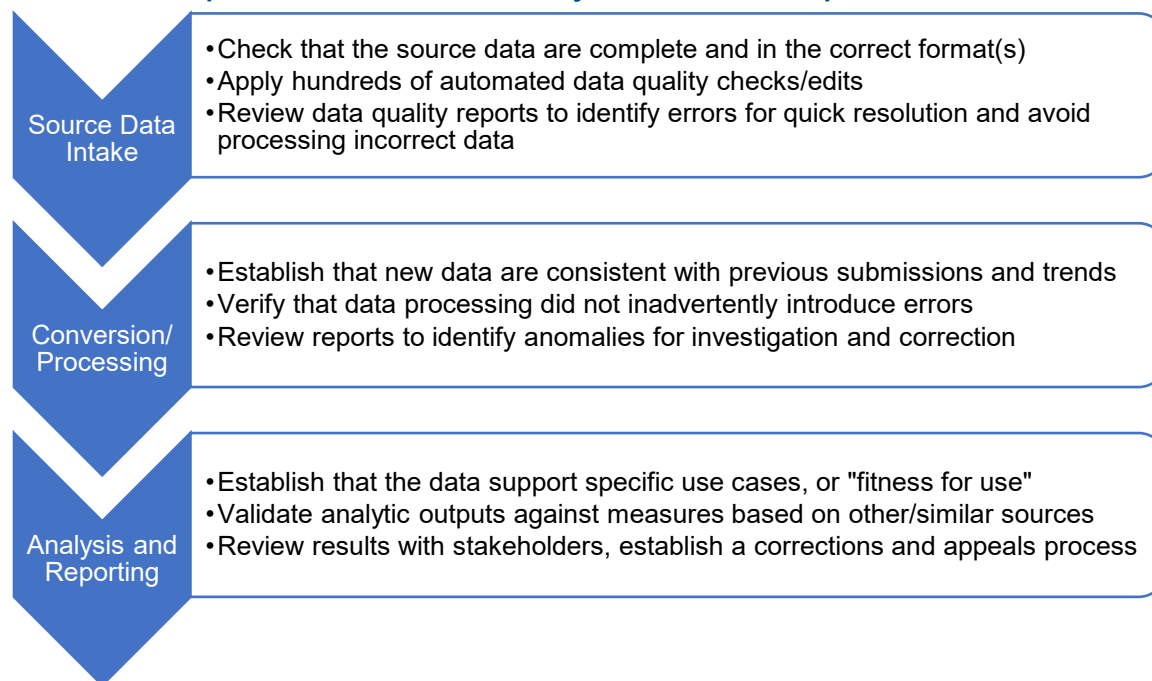 Source Data
Intake
•Check that the source data are complete and in the correct format(s)
•Apply hundreds of automated data quality checks/edits
•Review data quality reports to identify errors for quick resolution and avoid
processing incorrect data
Conversion/
Processing
•Establish that new data are consistent with previous submissions and trends
•Verify that data processing did not inadvertently introduce errors
•Review reports to identify anomalies for investigation and correction
Analysis and
Reporting
•Establish that the data support specific use cases, or "fitness for use"
•Validate analytic outputs against measures based on other/similar sources
•Review results with stakeholders, establish a corrections and appeals process